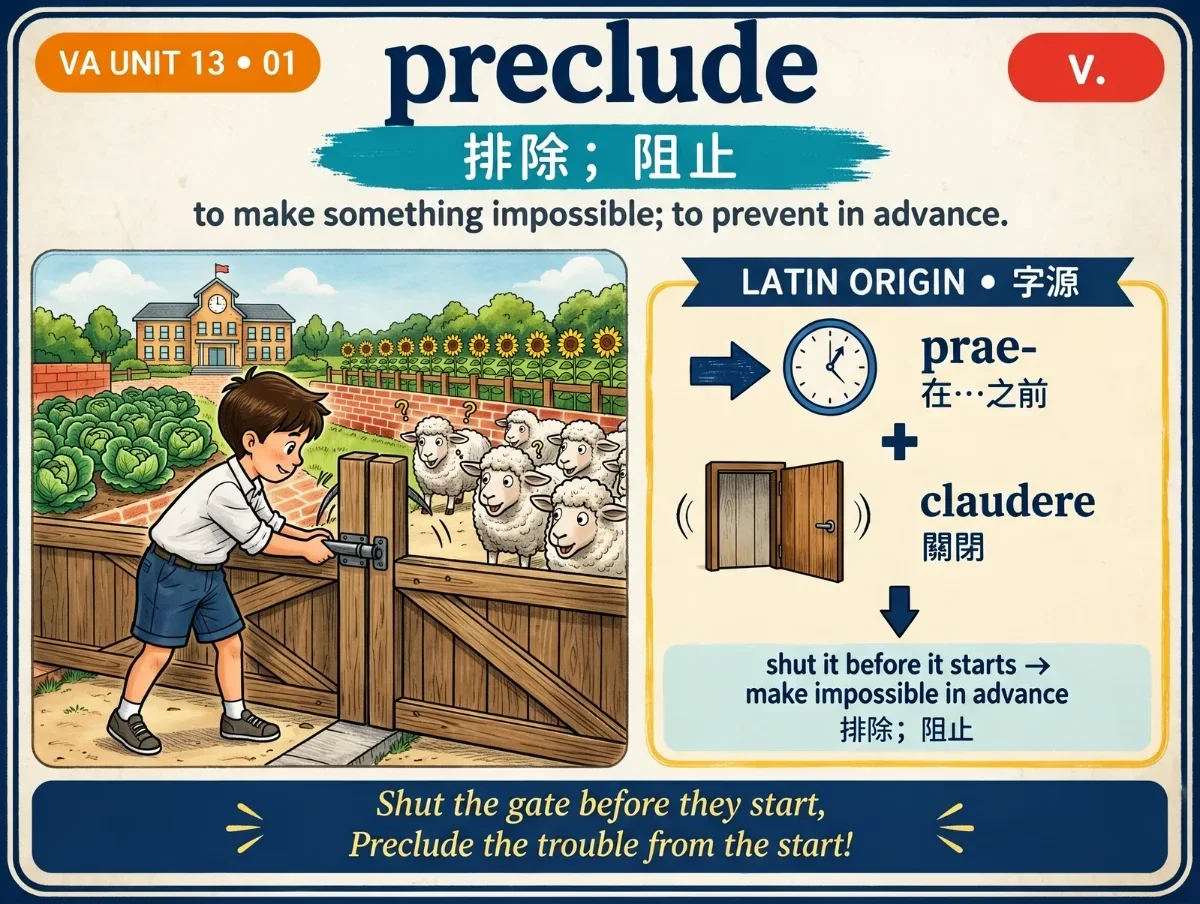 VA UNIT 13 • 01
preclude
v.
排除；阻止
to make something impossible; to prevent in advance.
? ? ?
LATIN ORIGIN • 字源
prae-
在…之前
+
claudere
關閉
shut it before it starts →
make impossible in advance
排除；阻止
Shut the gate before they start,
Preclude the trouble from the start!